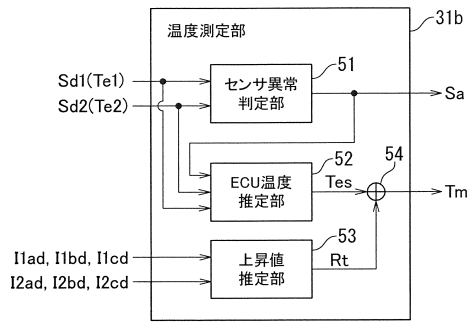 31b
温度測定部
51
Sd1(Te1)
センサ異常
判定部
Sa
Sd2(Te2)
52
54
ECU温度
推定部
Tes
Tm
53
I1ad, I1bd, I1cd
上昇値
推定部
Rt
I2ad, I2bd, I2cd